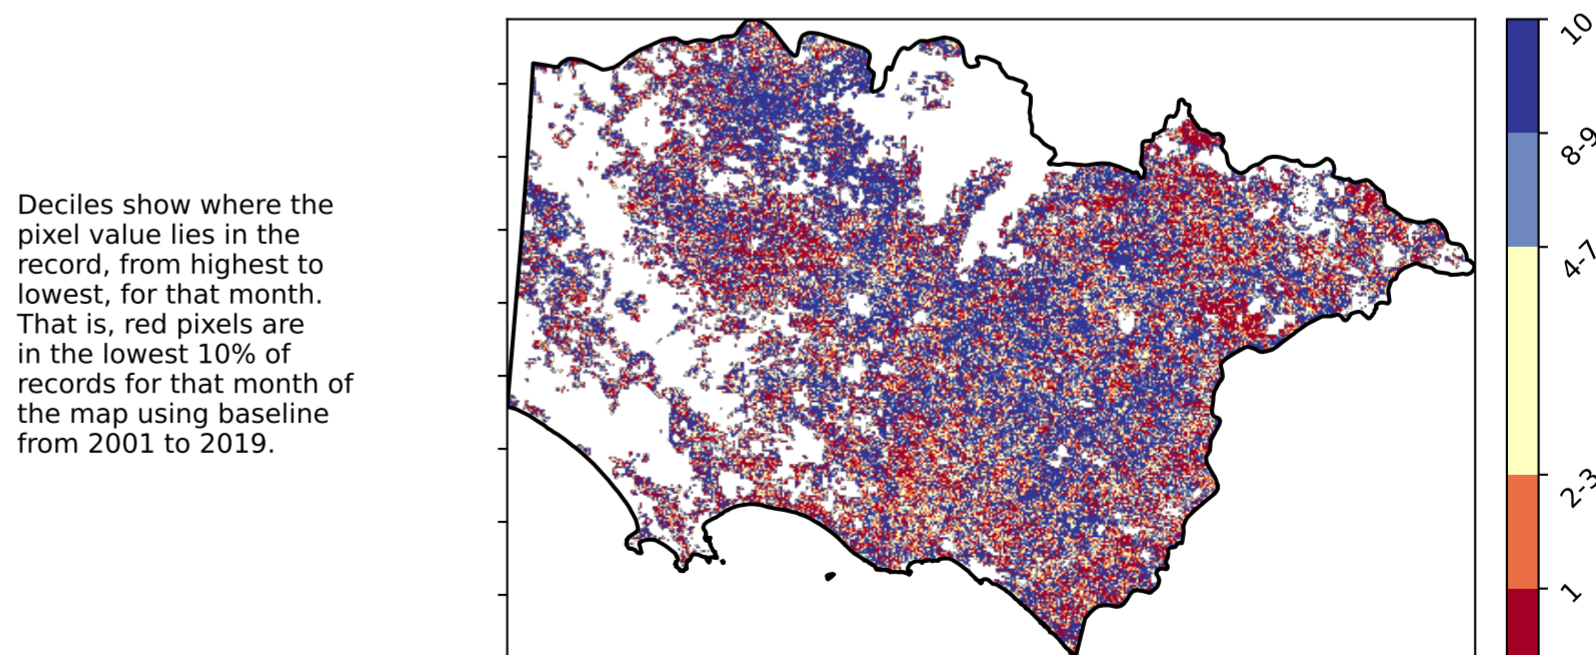 Deciles show where the
pixel value lies in the
record, from highest to
lowest, for that month.
That is, red pixels are
in the lowest 10% of
records for that month of
the map using baseline
from 2001 to 2019.
10
8-9
4-7
2-3
1